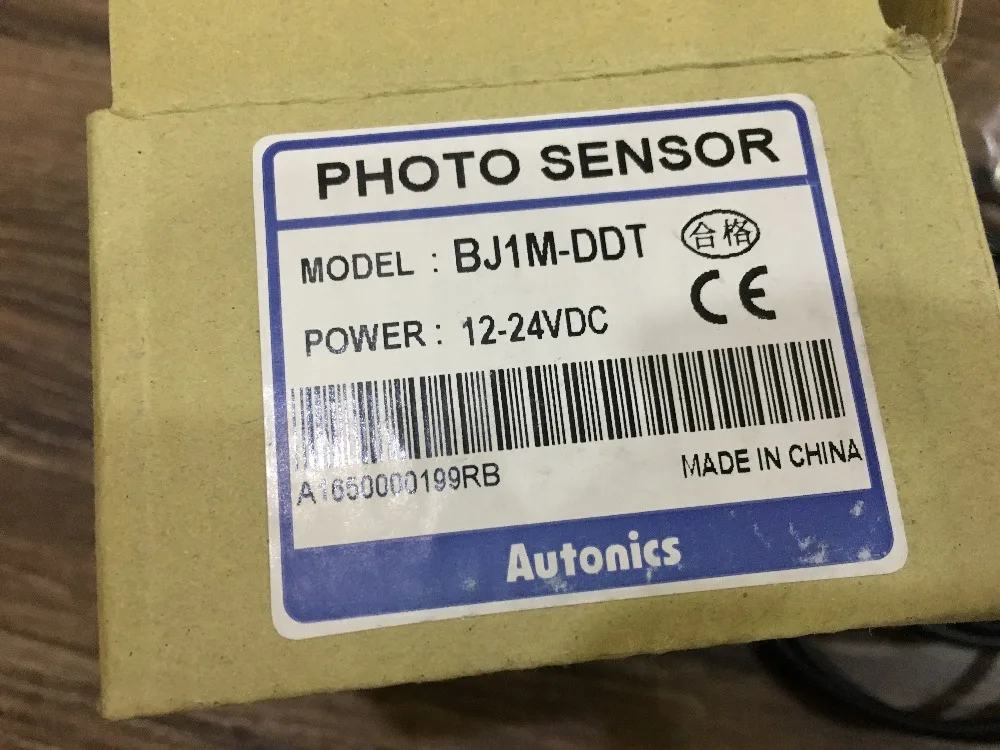 PHOTO SENSOR
MODEL : BJ1M-DDT
合格
CE
POWER : 12-24VDC
A1650000199RB
MADE IN CHINA
Autonics